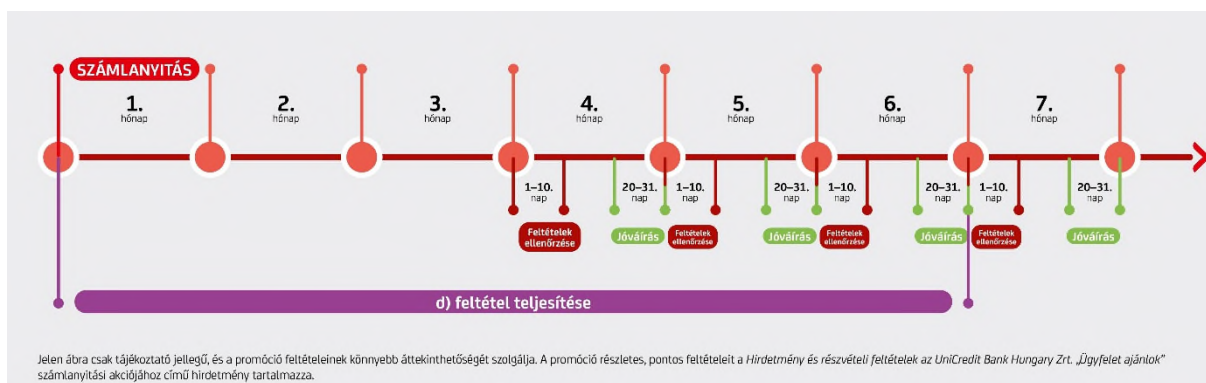 SZÁMLANYITÁS
1. 2. 3. 4. 5. 6. 7.
hónap hónap hónap hónap hónap hónap hónap
1–10. 20–31. 1–10. 20–31. 1–10. 20–31. 1–10. 20–31.
nap nap nap nap nap nap nap nap
Feltételek Jóváírás Feltételek Jóváírás Feltételek Jóváírás Feltételek Jóváírás
ellenőrzése ellenőrzése ellenőrzése ellenőrzése
d) feltétel teljesítése
Jelen ábra csak tájékoztató jellegű, és a promóció feltételeinek könnyebb áttekinthetőségét szolgálja. A promóció részletes, pontos feltételeit a Hirdetmény és részvételi feltételek az UniCredit Bank Hungary Zrt. „Ügyfelet ajánlok”
számlanyitási akciójához című hirdetmény tartalmazza.